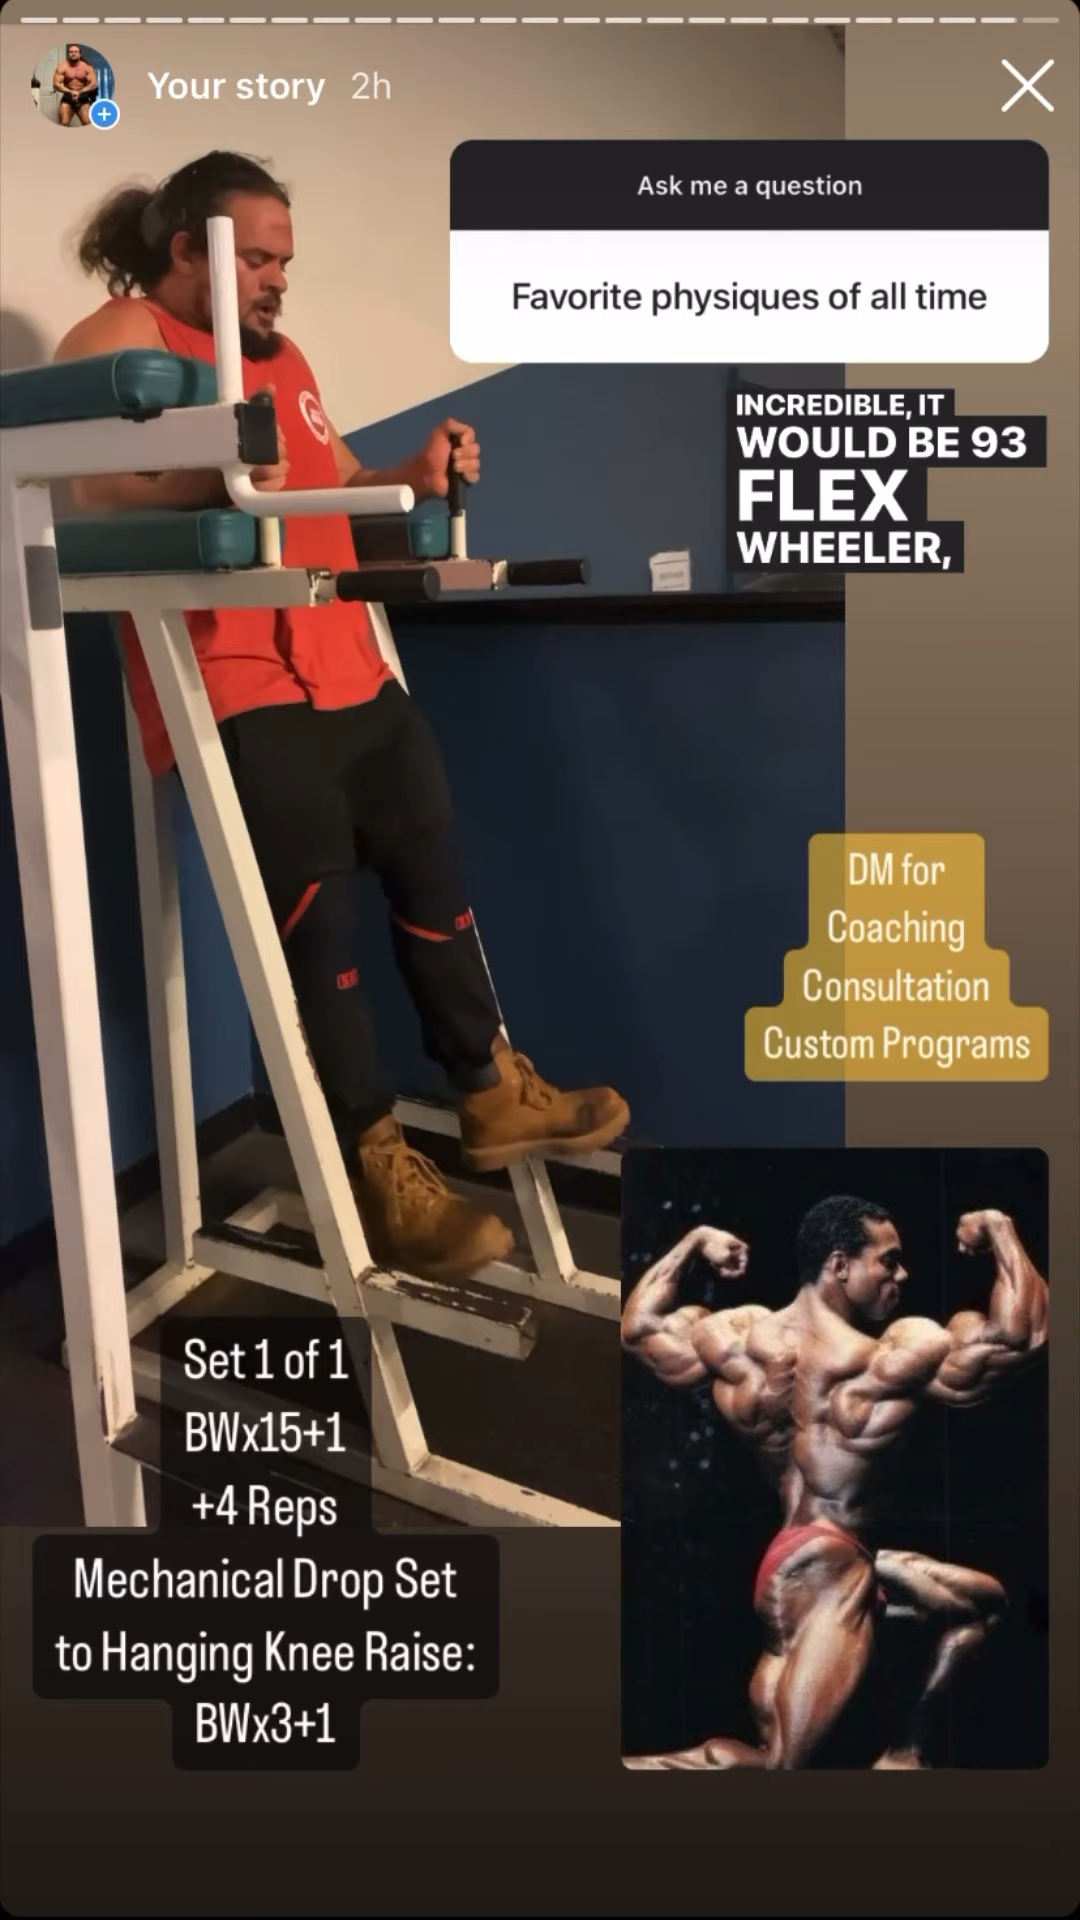 Your story 2h
Ask me a question
Favorite physiques of all time
INCREDIBLE, IT
WOULD BE 93
FLEX
WHEELER,
DM for
Coaching
Consultation
Custom Programs
Set 1 of 1
BWx15+1
+4 Reps
Mechanical Drop Set
to Hanging Knee Raise:
BWx3+1